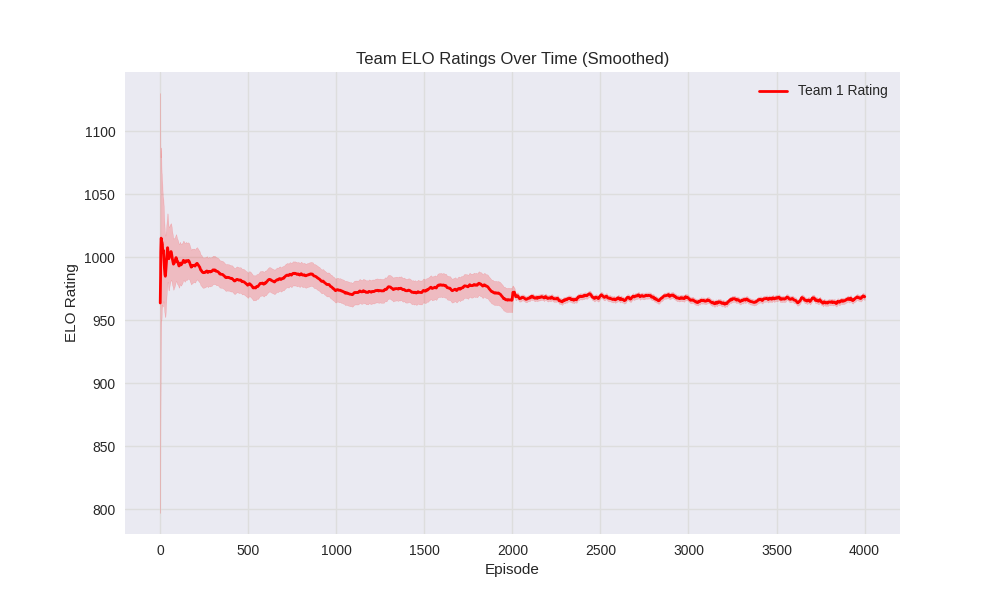 Team ELO Ratings Over Time (Smoothed)
Team 1 Rating
ELO Rating
1100
1050
1000
950
900
850
800
0 500 1000 1500 2000 2500 3000 3500 4000
Episode